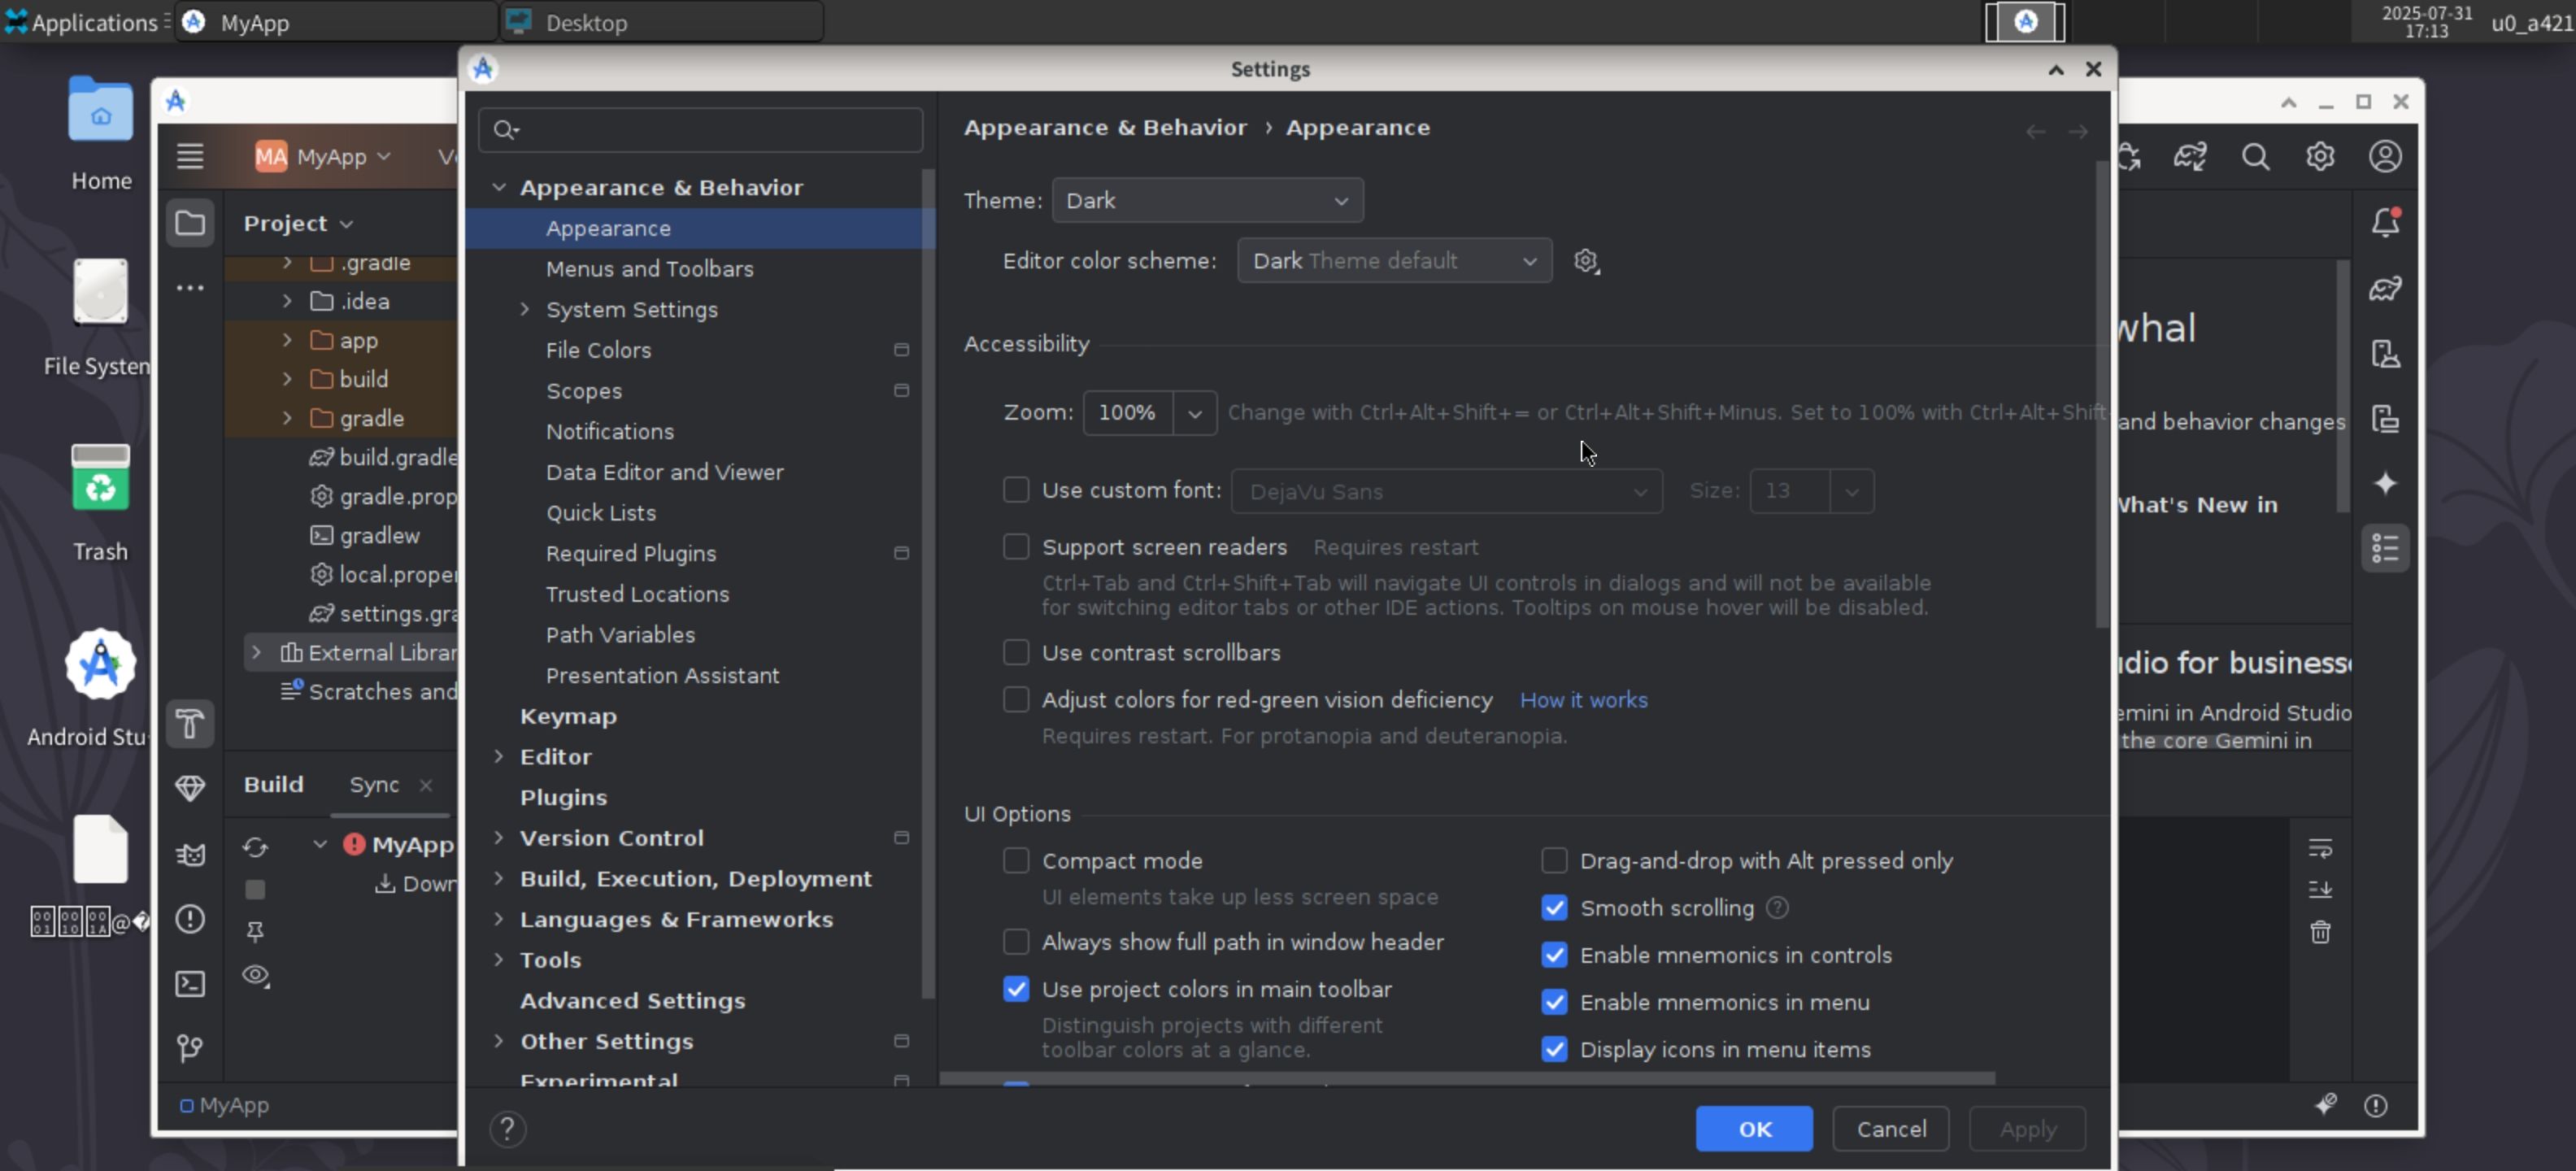 Applications
MyApp
Desktop
2025-07-31
17:13
u0_a421
Home
File System
Trash
Android Stu
MA MyApp
Project
.gradle
.idea
app
build
gradle
build.gradle
gradle.prop
gradlew
local.proper
settings.gra
External Librar
Scratches and
Build
Sync
MyApp
Down
MyApp
Settings
Appearance & Behavior
Appearance
Menus and Toolbars
System Settings
File Colors
Scopes
Notifications
Data Editor and Viewer
Quick Lists
Required Plugins
Trusted Locations
Path Variables
Presentation Assistant
Keymap
Editor
Plugins
Version Control
Build, Execution, Deployment
Languages & Frameworks
Tools
Advanced Settings
Other Settings
Experimental
Appearance & Behavior › Appearance
Theme: Dark
Editor color scheme: Dark Theme default
Accessibility
Zoom: 100% Change with Ctrl+Alt+Shift+= or Ctrl+Alt+Shift+Minus. Set to 100% with Ctrl+Alt+Shift
Use custom font: DejaVu Sans Size: 13
Support screen readers Requires restart
Ctrl+Tab and Ctrl+Shift+Tab will navigate UI controls in dialogs and will not be available
for switching editor tabs or other IDE actions. Tooltips on mouse hover will be disabled.
Use contrast scrollbars
Adjust colors for red-green vision deficiency How it works
Requires restart. For protanopia and deuteranopia.
UI Options
Compact mode
UI elements take up less screen space
Always show full path in window header
Use project colors in main toolbar
Distinguish projects with different
toolbar colors at a glance.
Drag-and-drop with Alt pressed only
Smooth scrolling
Enable mnemonics in controls
Enable mnemonics in menu
Display icons in menu items
? OK Cancel Apply
whal
and behavior changes
What's New in
udio for businesse
emini in Android Studio
the core Gemini in